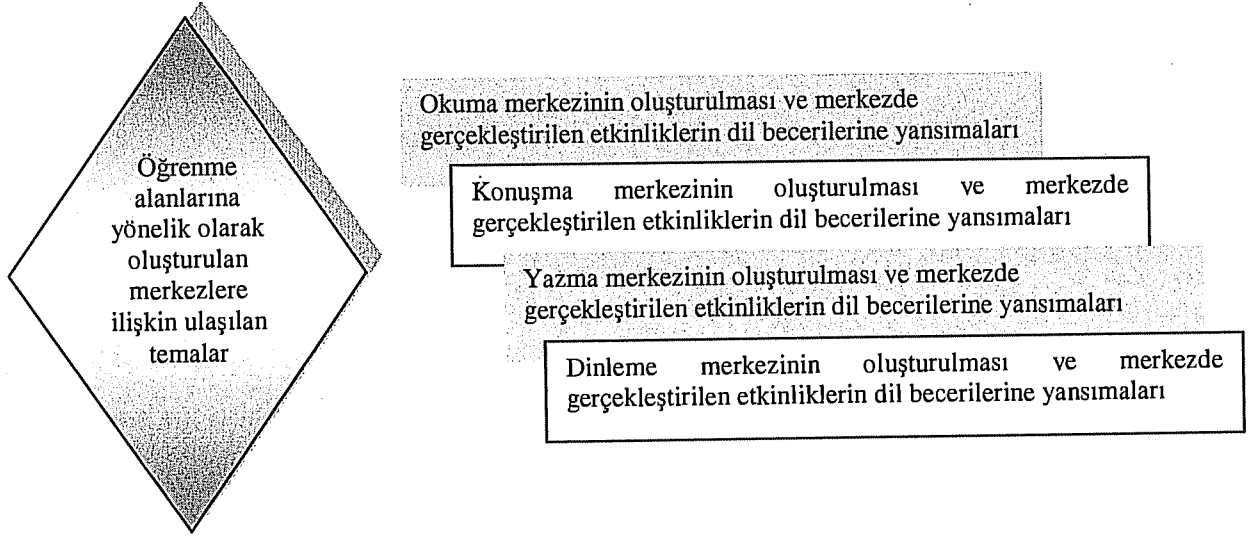 Öğrenme
alanlarına
yönelik olarak
oluşturulan
merkezlere
ilişkin ulaşılan
temalar
Okuma merkezinin oluşturulması ve merkezde
gerçekleştirilen etkinliklerin dil becerilerine yansımaları
Konuşma merkezinin oluşturulması ve merkezde
gerçekleştirilen etkinliklerin dil becerilerine yansımaları
Yazma merkezinin oluşturulması ve merkezde
gerçekleştirilen etkinliklerin dil becerilerine yansımaları
Dinleme merkezinin oluşturulması ve merkezde
gerçekleştirilen etkinliklerin dil becerilerine yansımaları